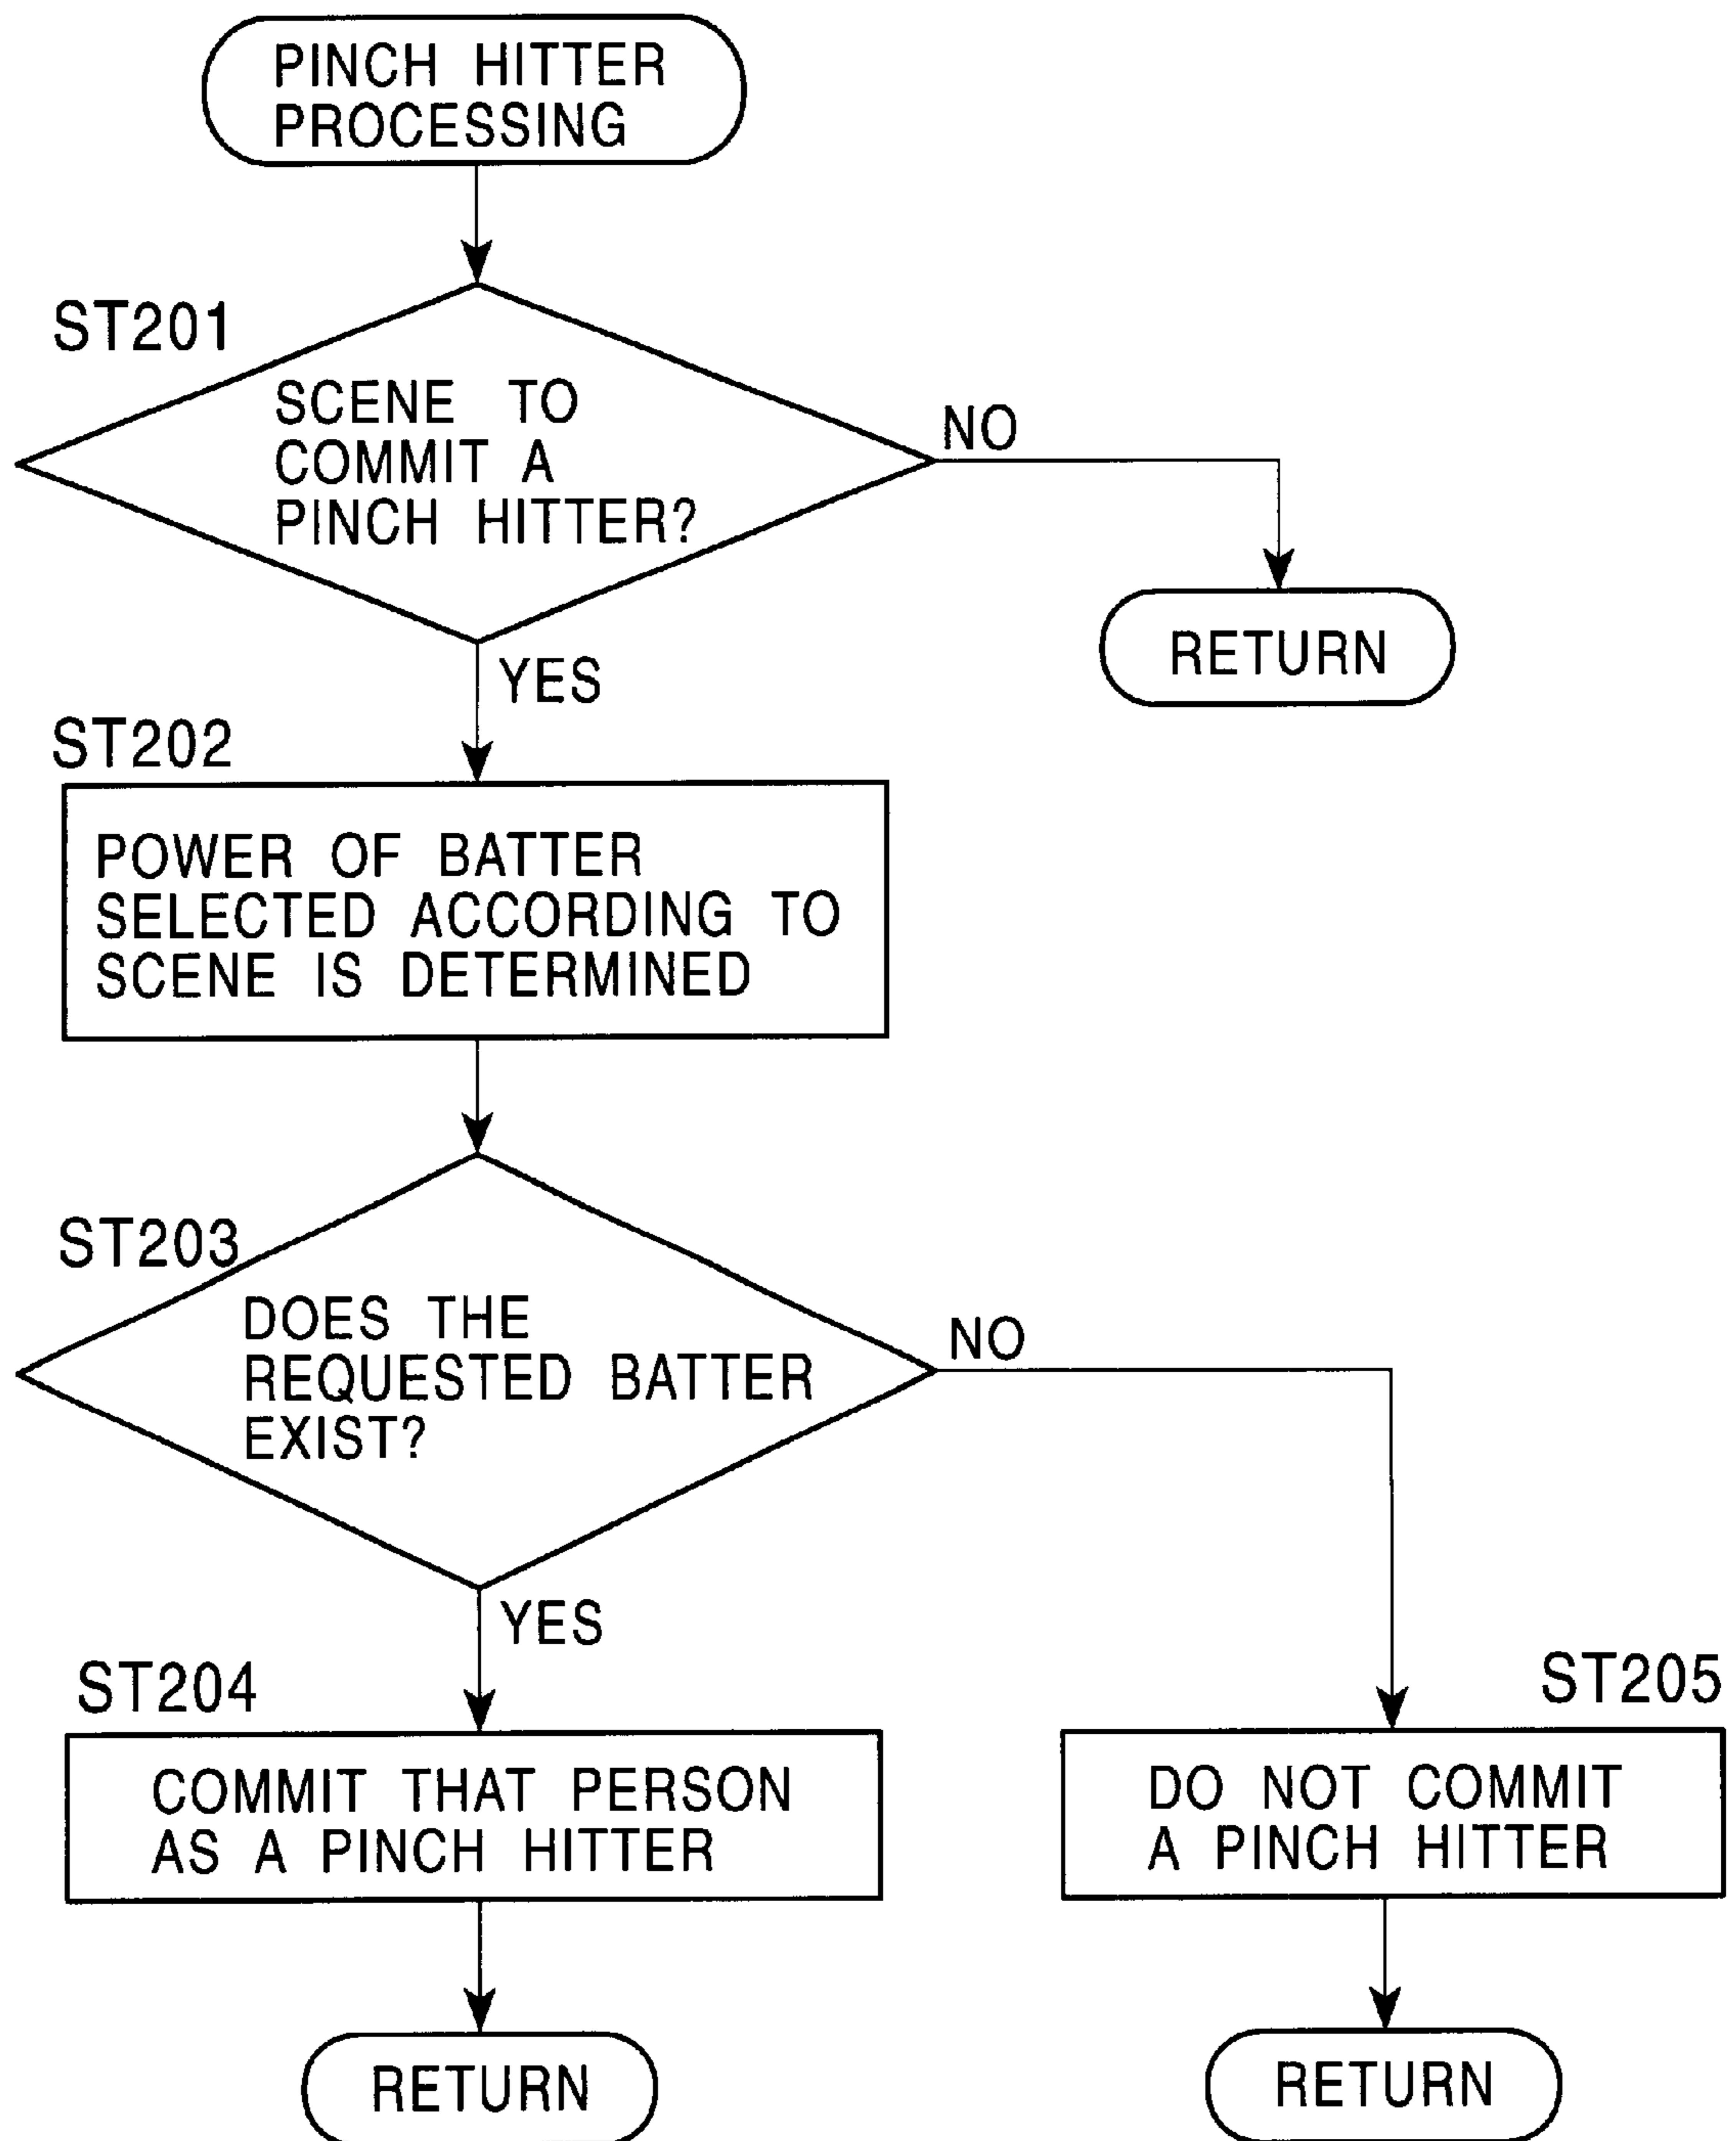 PINCH HITTER
PROCESSING
ST201
SCENE TO
COMMIT A
PINCH HITTER?
NO
RETURN
YES
ST202
POWER OF BATTER
SELECTED ACCORDING TO
SCENE IS DETERMINED
ST203
DOES THE
REQUESTED BATTER
EXIST?
NO
YES
ST204
COMMIT THAT PERSON
AS A PINCH HITTER
RETURN
ST205
DO NOT COMMIT
A PINCH HITTER
RETURN